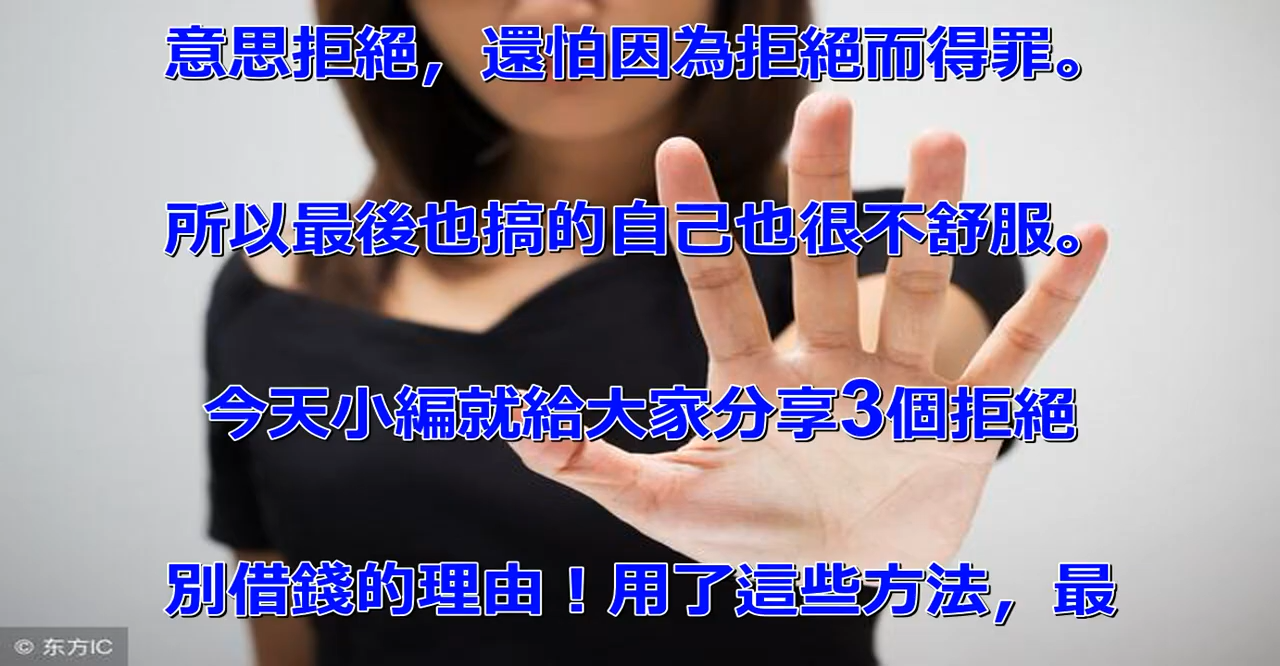 意思拒絕，還怕因為拒絕而得罪。
所以最後也搞的自己也很不舒服。
今天小編就給大家分享3個拒絕
別借錢的理由！用了這些方法，最
© 东方IC